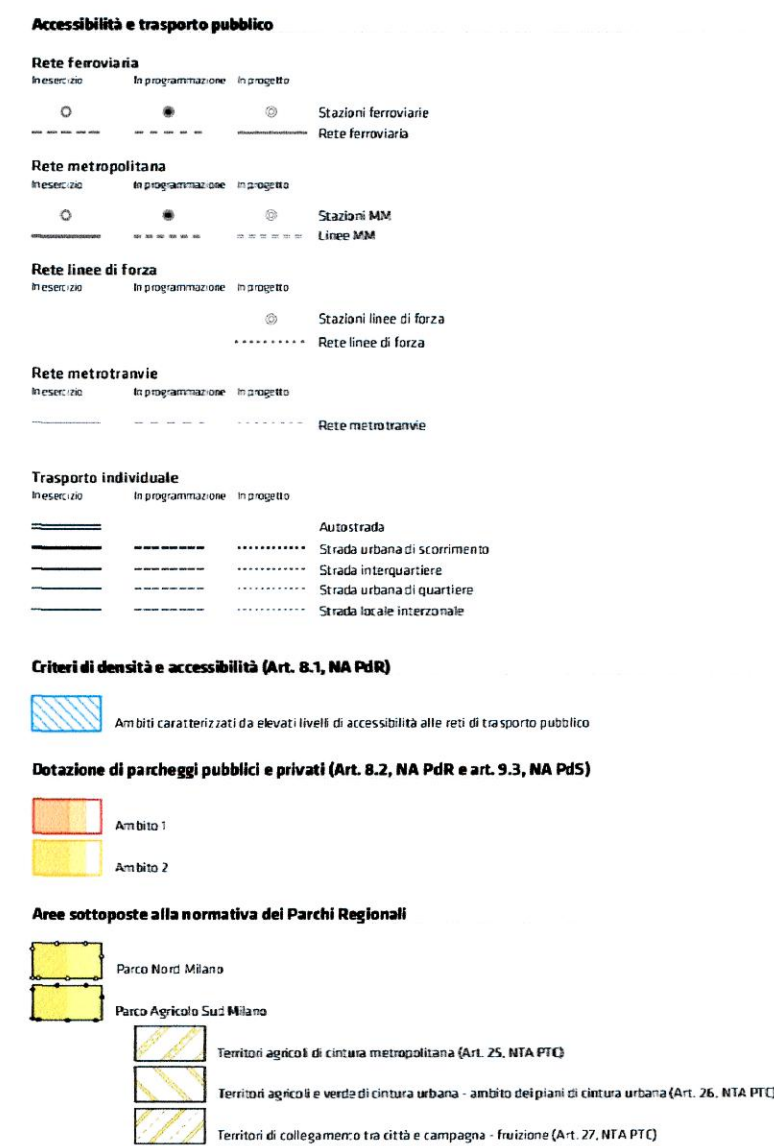 Accessibilità e trasporto pubblico
Rete ferroviaria
In esercizio In programmazione In progetto
Stazioni ferroviarie
Rete ferroviaria
Rete metropolitana
In esercizio In programmazione In progetto
Stazioni MM
Linee MM
Rete linee di forza
In esercizio In programmazione In progetto
Stazioni linee di forza
Rete linee di forza
Rete metrotranvie
In esercizio In programmazione In progetto
Rete metrotranvie
Trasporto individuale
In esercizio In programmazione In progetto
Autostrada
Strada urbana di scorrimento
Strada interquartiere
Strada urbana di quartiere
Strada locale interzonale
Criteri di densità e accessibilità (Art. 8.1, NA PdR)
Ambiti caratterizzati da elevati livelli di accessibilità alle reti di trasporto pubblico
Dotazione di parcheggi pubblici e privati (Art. 8.2, NA PdR e art. 9.3, NA PdS)
Ambito 1
Ambito 2
Aree sottoposte alla normativa dei Parchi Regionali
Parco Nord Milano
Parco Agricolo Sud Milano
Territori agricoli di cintura metropolitana (Art. 25, NTA PTC)
Territori agricoli e verde di cintura urbana - ambito dei piani di cintura urbana (Art. 26, NTA PTC)
Territori di collegamento tra città e campagna - fruizione (Art. 27, NTA PTC)